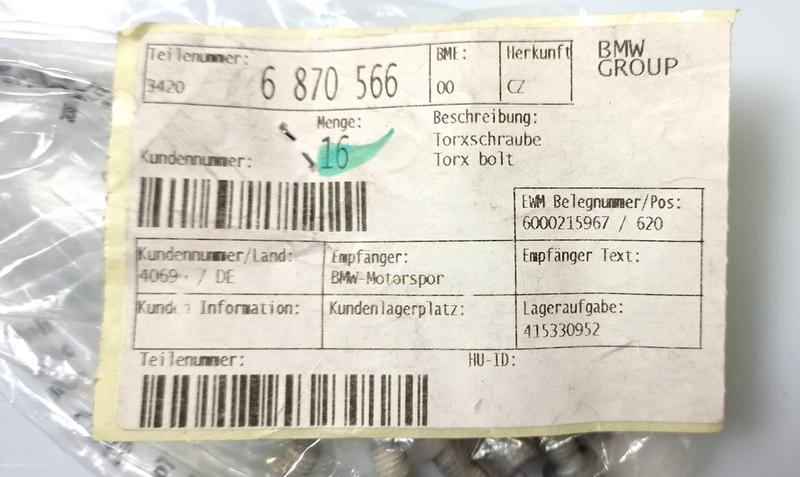 Teilenummer:
3420 6 870 566
BME:
00
Herkunft
CZ
BMW
GROUP
Menge:
16
Beschreibung:
Torxschraube
Torx bolt
Kundennummer:
EWM Belegnummer/Pos:
6000215967 / 620
Kundennummer/Land:
4069 / DE
Empfänger:
BMW-Motorspor
Empfänger Text:
Kunden Information:
Kundenlagerplatz:
Lageraufgabe:
415330952
Teilenummer:
HU-ID: